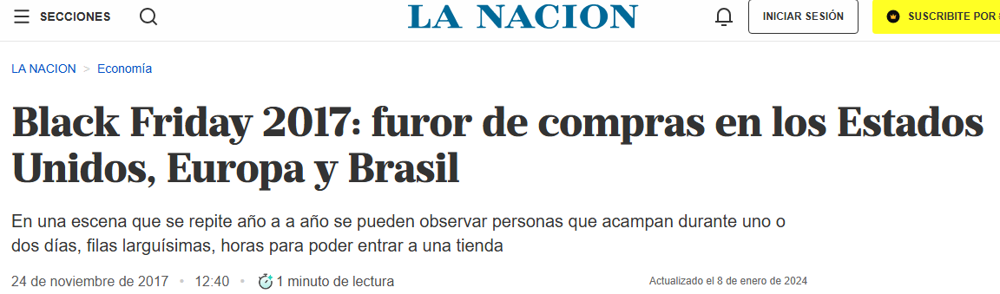 SECCIONES
LA NACION
INICIAR SESIÓN
SUSCRIBITE POR
LA NACION > Economía
Black Friday 2017: furor de compras en los Estados
Unidos, Europa y Brasil
En una escena que se repite año a a año se pueden observar personas que acampan durante uno o
dos días, filas larguísimas, horas para poder entrar a una tienda
24 de noviembre de 2017 • 12:40 • 1 minuto de lectura
Actualizado el 8 de enero de 2024